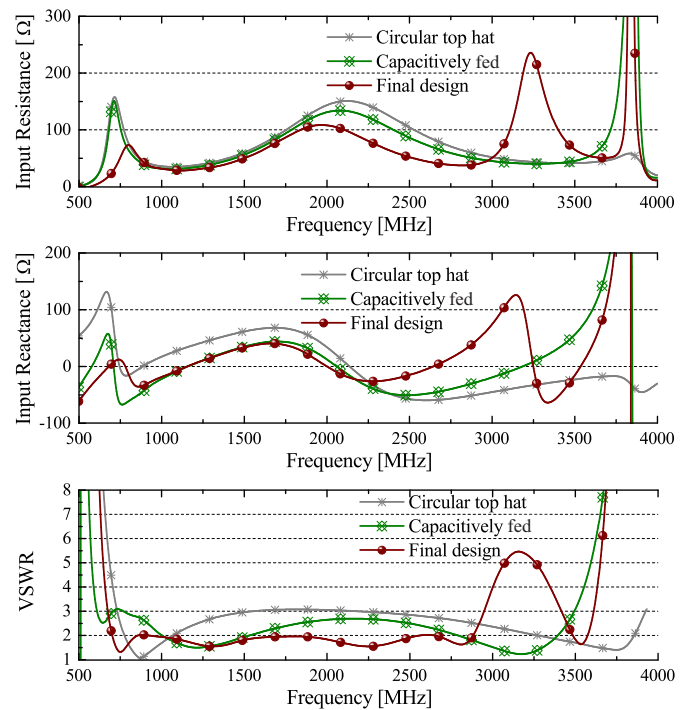 300
200
100
0
Input Resistance [ Ω]
Circular top hat
Capacitively fed
Final design
500 1000 1500 2000 2500 3000 3500 4000
Frequency [MHz]
200
100
0
-100
Input Reactance [ Ω]
Circular top hat
Capacitively fed
Final design
500 1000 1500 2000 2500 3000 3500 4000
Frequency [MHz]
8
7
6
5
4
3
2
1
VSWR
Circular top hat
Capacitively fed
Final design
500 1000 1500 2000 2500 3000 3500 4000
Frequency [MHz]